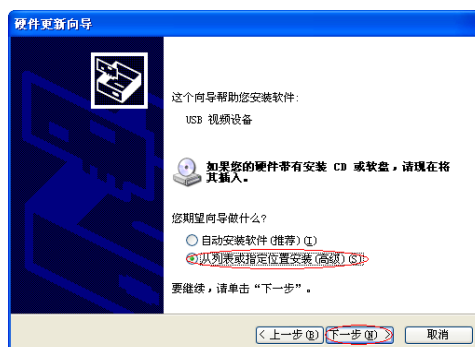 硬件更新向导
这个向导帮助您安装软件:
USB 视频设备
如果您的硬件带有安装 CD 或软盘，请现在将
其插入。
您期望向导做什么?
自动安装软件(推荐)(I)
从列表或指定位置安装(高级)(S)
要继续，请单击“下一步”。
<上一步(B) 下一步(N)> 取消